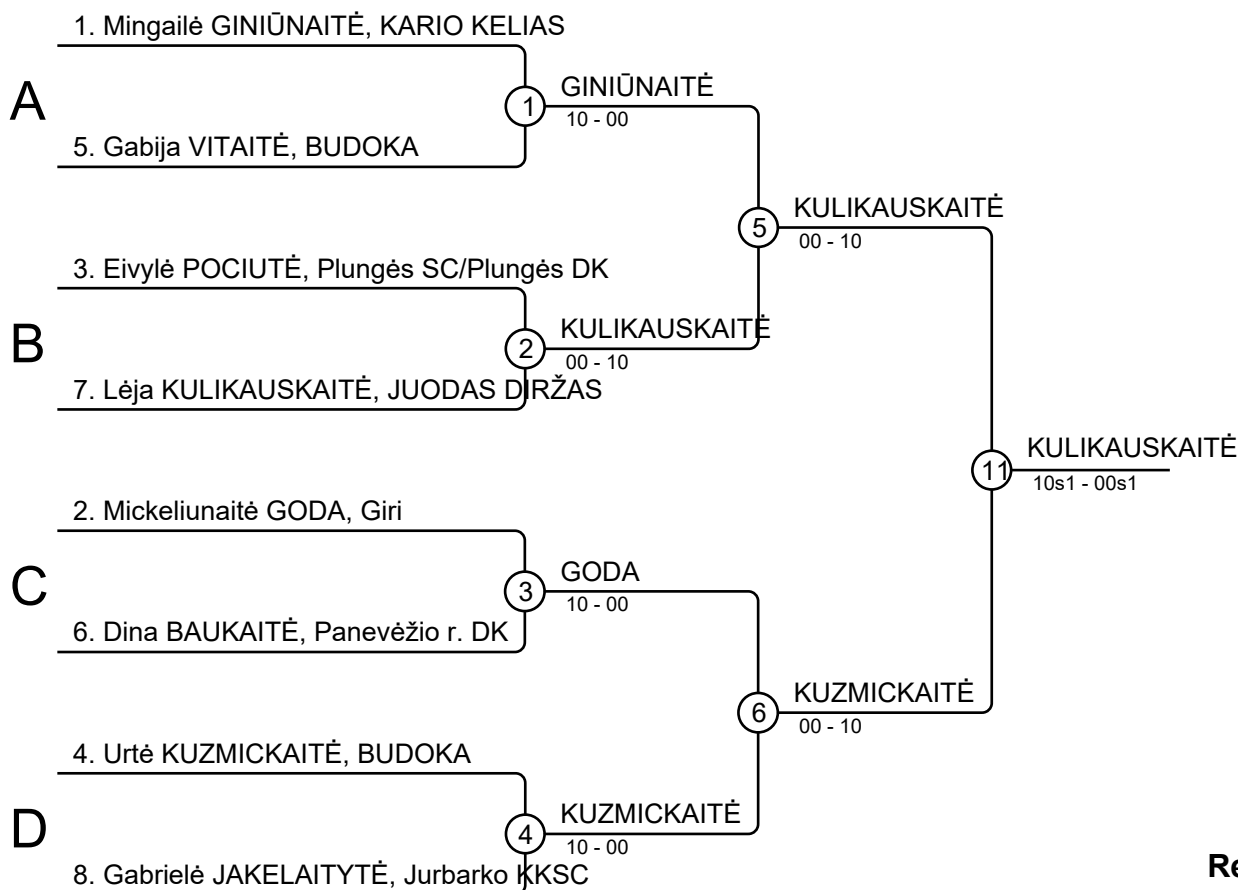 1. Mingailė GINIŪNAITĖ, KARIO KELIAS
A
1
GINIŪNAITĖ
10 - 00
5. Gabija VITAITĖ, BUDOKA
5
KULIKAUSKAITĖ
00 - 10
3. Eivylė POCIUTĖ, Plungės SC/Plungės DK
B
2
KULIKAUSKAITĖ
00 - 10
7. Lėja KULIKAUSKAITĖ, JUODAS DIRŽAS
11
KULIKAUSKAITĖ
10s1 - 00s1
2. Mickeliunaitė GODA, Giri
C
3
GODA
10 - 00
6. Dina BAUKAITĖ, Panevėžio r. DK
6
KUZMICKAITĖ
00 - 10
4. Urtė KUZMICKAITĖ, BUDOKA
D
4
KUZMICKAITĖ
10 - 00
8. Gabrielė JAKELAITYTĖ, Jurbarko KKSC